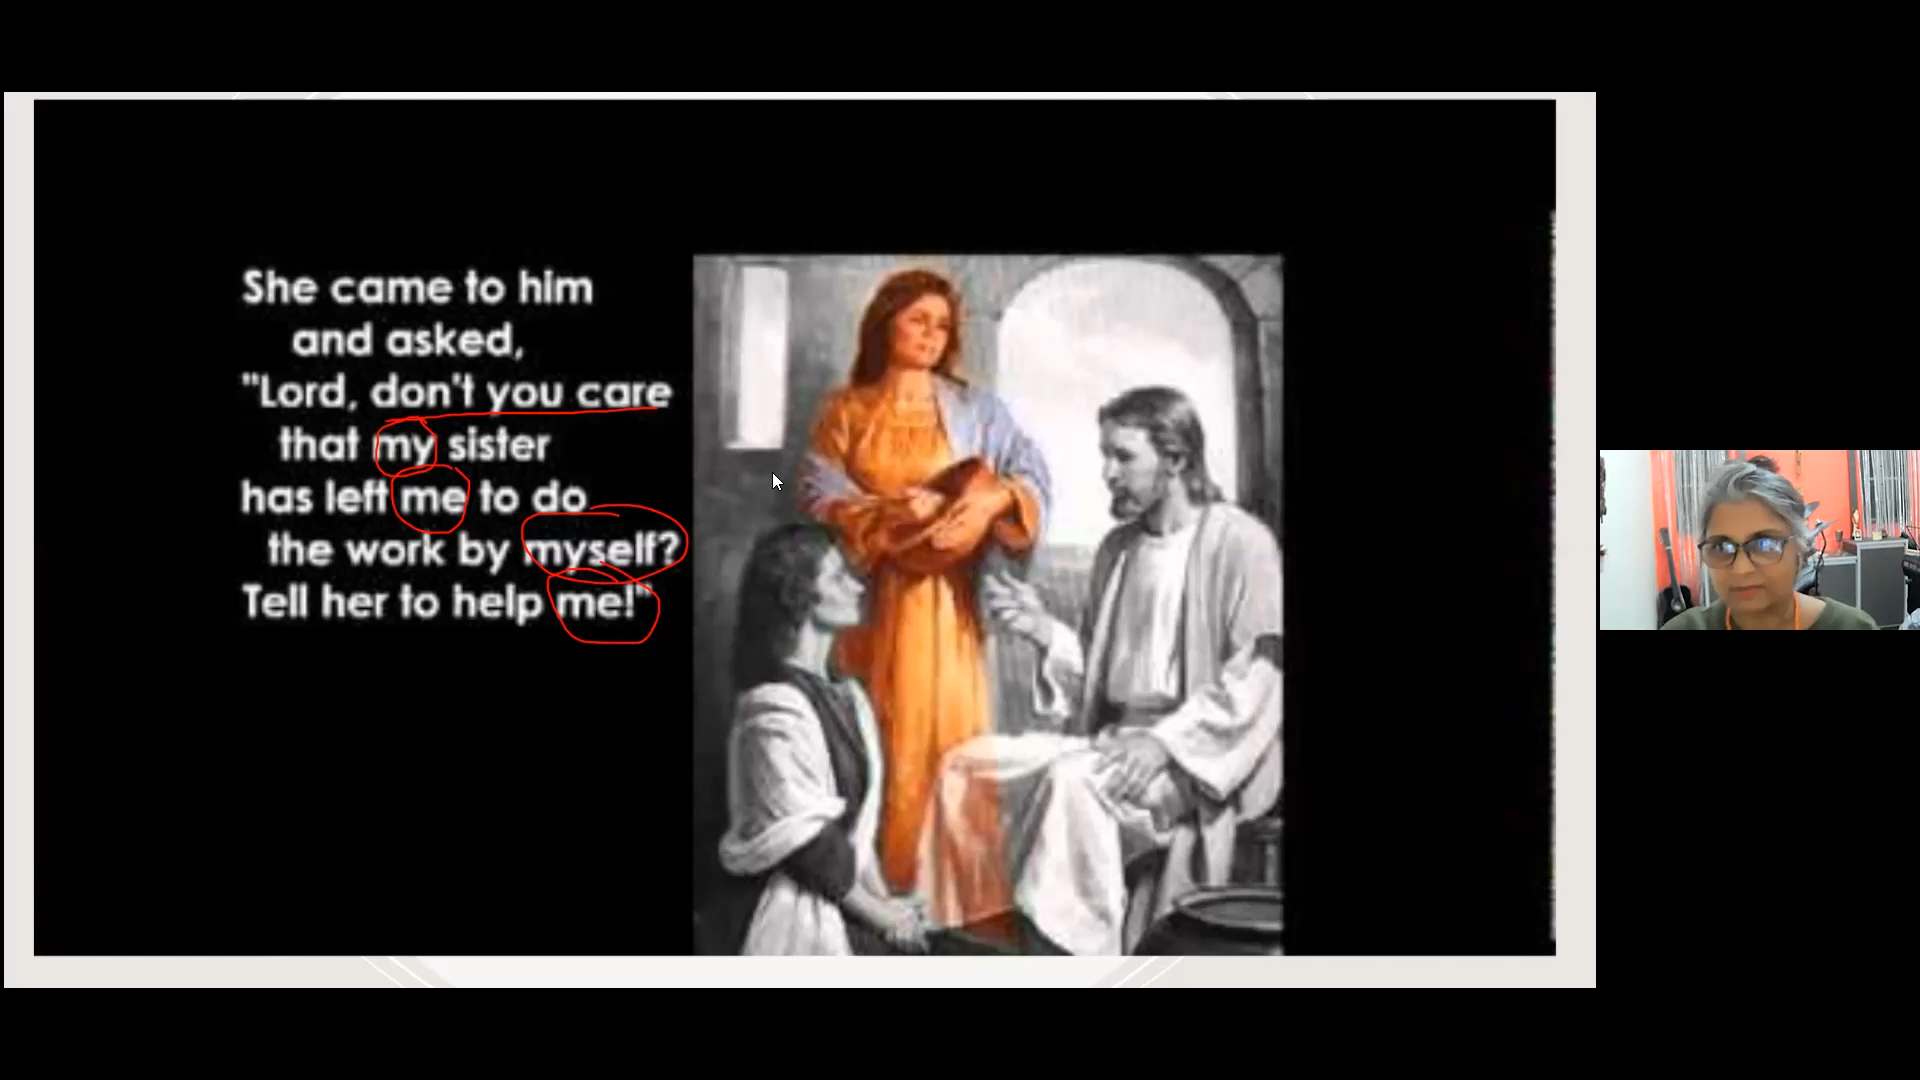 She came to him
and asked,
"Lord, don't you care
that my sister
has left me to do
the work by myself?
Tell her to help me!"